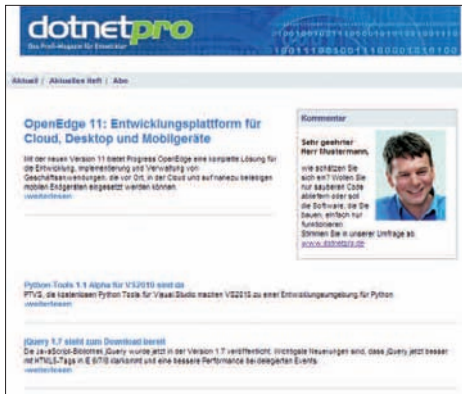 dotnetpro
Das Profi-Magazin für Entwickler
Aktuell | Aktuelles Heft | Abo
OpenEdge 11: Entwicklungsplattform für
Cloud, Desktop und Mobilgeräte
Mit der neuen Version 11 bietet Progress OpenEdge eine komplette Lösung für
die Entwicklung, Implementierung und Verwaltung von
Geschäftsanwendungen, die vor Ort, in der Cloud und auf nahezu beliebigen
mobilen Endgeräten eingesetzt werden können.
»weiterlesen
Kommentar
Sehr geehrter
Herr Mustermann,
wie schätzen Sie
sich ein? Wollen Sie
nur sauberen Code
abliefern oder soll
die Software, die Sie
bauen, einfach nur
funktionieren.
Stimmen Sie in unserer Umfrage ab.
www.dotnetpro.de
Python Tools 1.1 Alpha für VS2010 sind da
PTVS, die kostenlosen Python Tools für Visual Studio machen VS2010 zu einer Entwicklungsumgebung für Python
»weiterlesen
jQuery 1.7 steht zum Download bereit
Die JavaScript-Bibliothek jQuery wurde jetzt in der Version 1.7 veröffentlicht. Wichtigste Neuerungen sind, dass jQuery jetzt besser
mit HTML5-Tags in IE 6/7/8 klarkommt und eine bessere Performance bei delegierten Events.
»weiterlesen